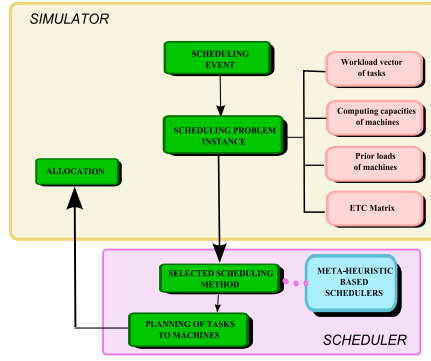 SIMULATOR
SCHEDULING
EVENT
Workload vector
of tasks
Computing capacities
of machines
SCHEDULING PROBLEM
INSTANCE
Prior loads
of machines
ALLOCATION
ETC Matrix
SELECTED SCHEDULING
METHOD
META-HEURISTIC
BASED
SCHEDULERS
PLANNING OF TASKS
TO MACHINES
SCHEDULER